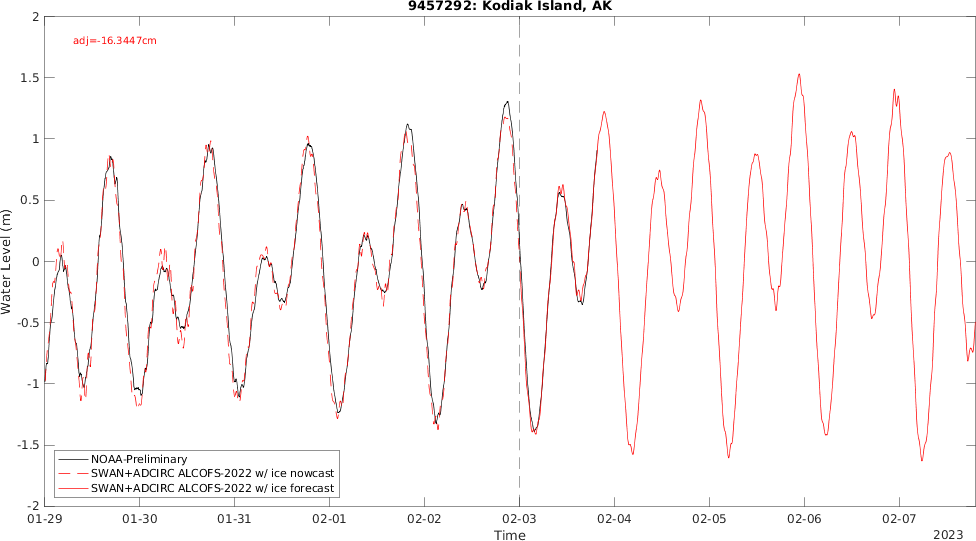 9457292: Kodiak Island, AK
adj=-16.3447cm
2
1.5
1
0.5
0
-0.5
-1
-1.5
-2
Water Level (m)
NOAA-Preliminary
SWAN+ADCIRC ALCOFS-2022 w/ ice nowcast
SWAN+ADCIRC ALCOFS-2022 w/ ice forecast
01-29 01-30 01-31 02-01 02-02 02-03 02-04 02-05 02-06 02-07
Time
2023